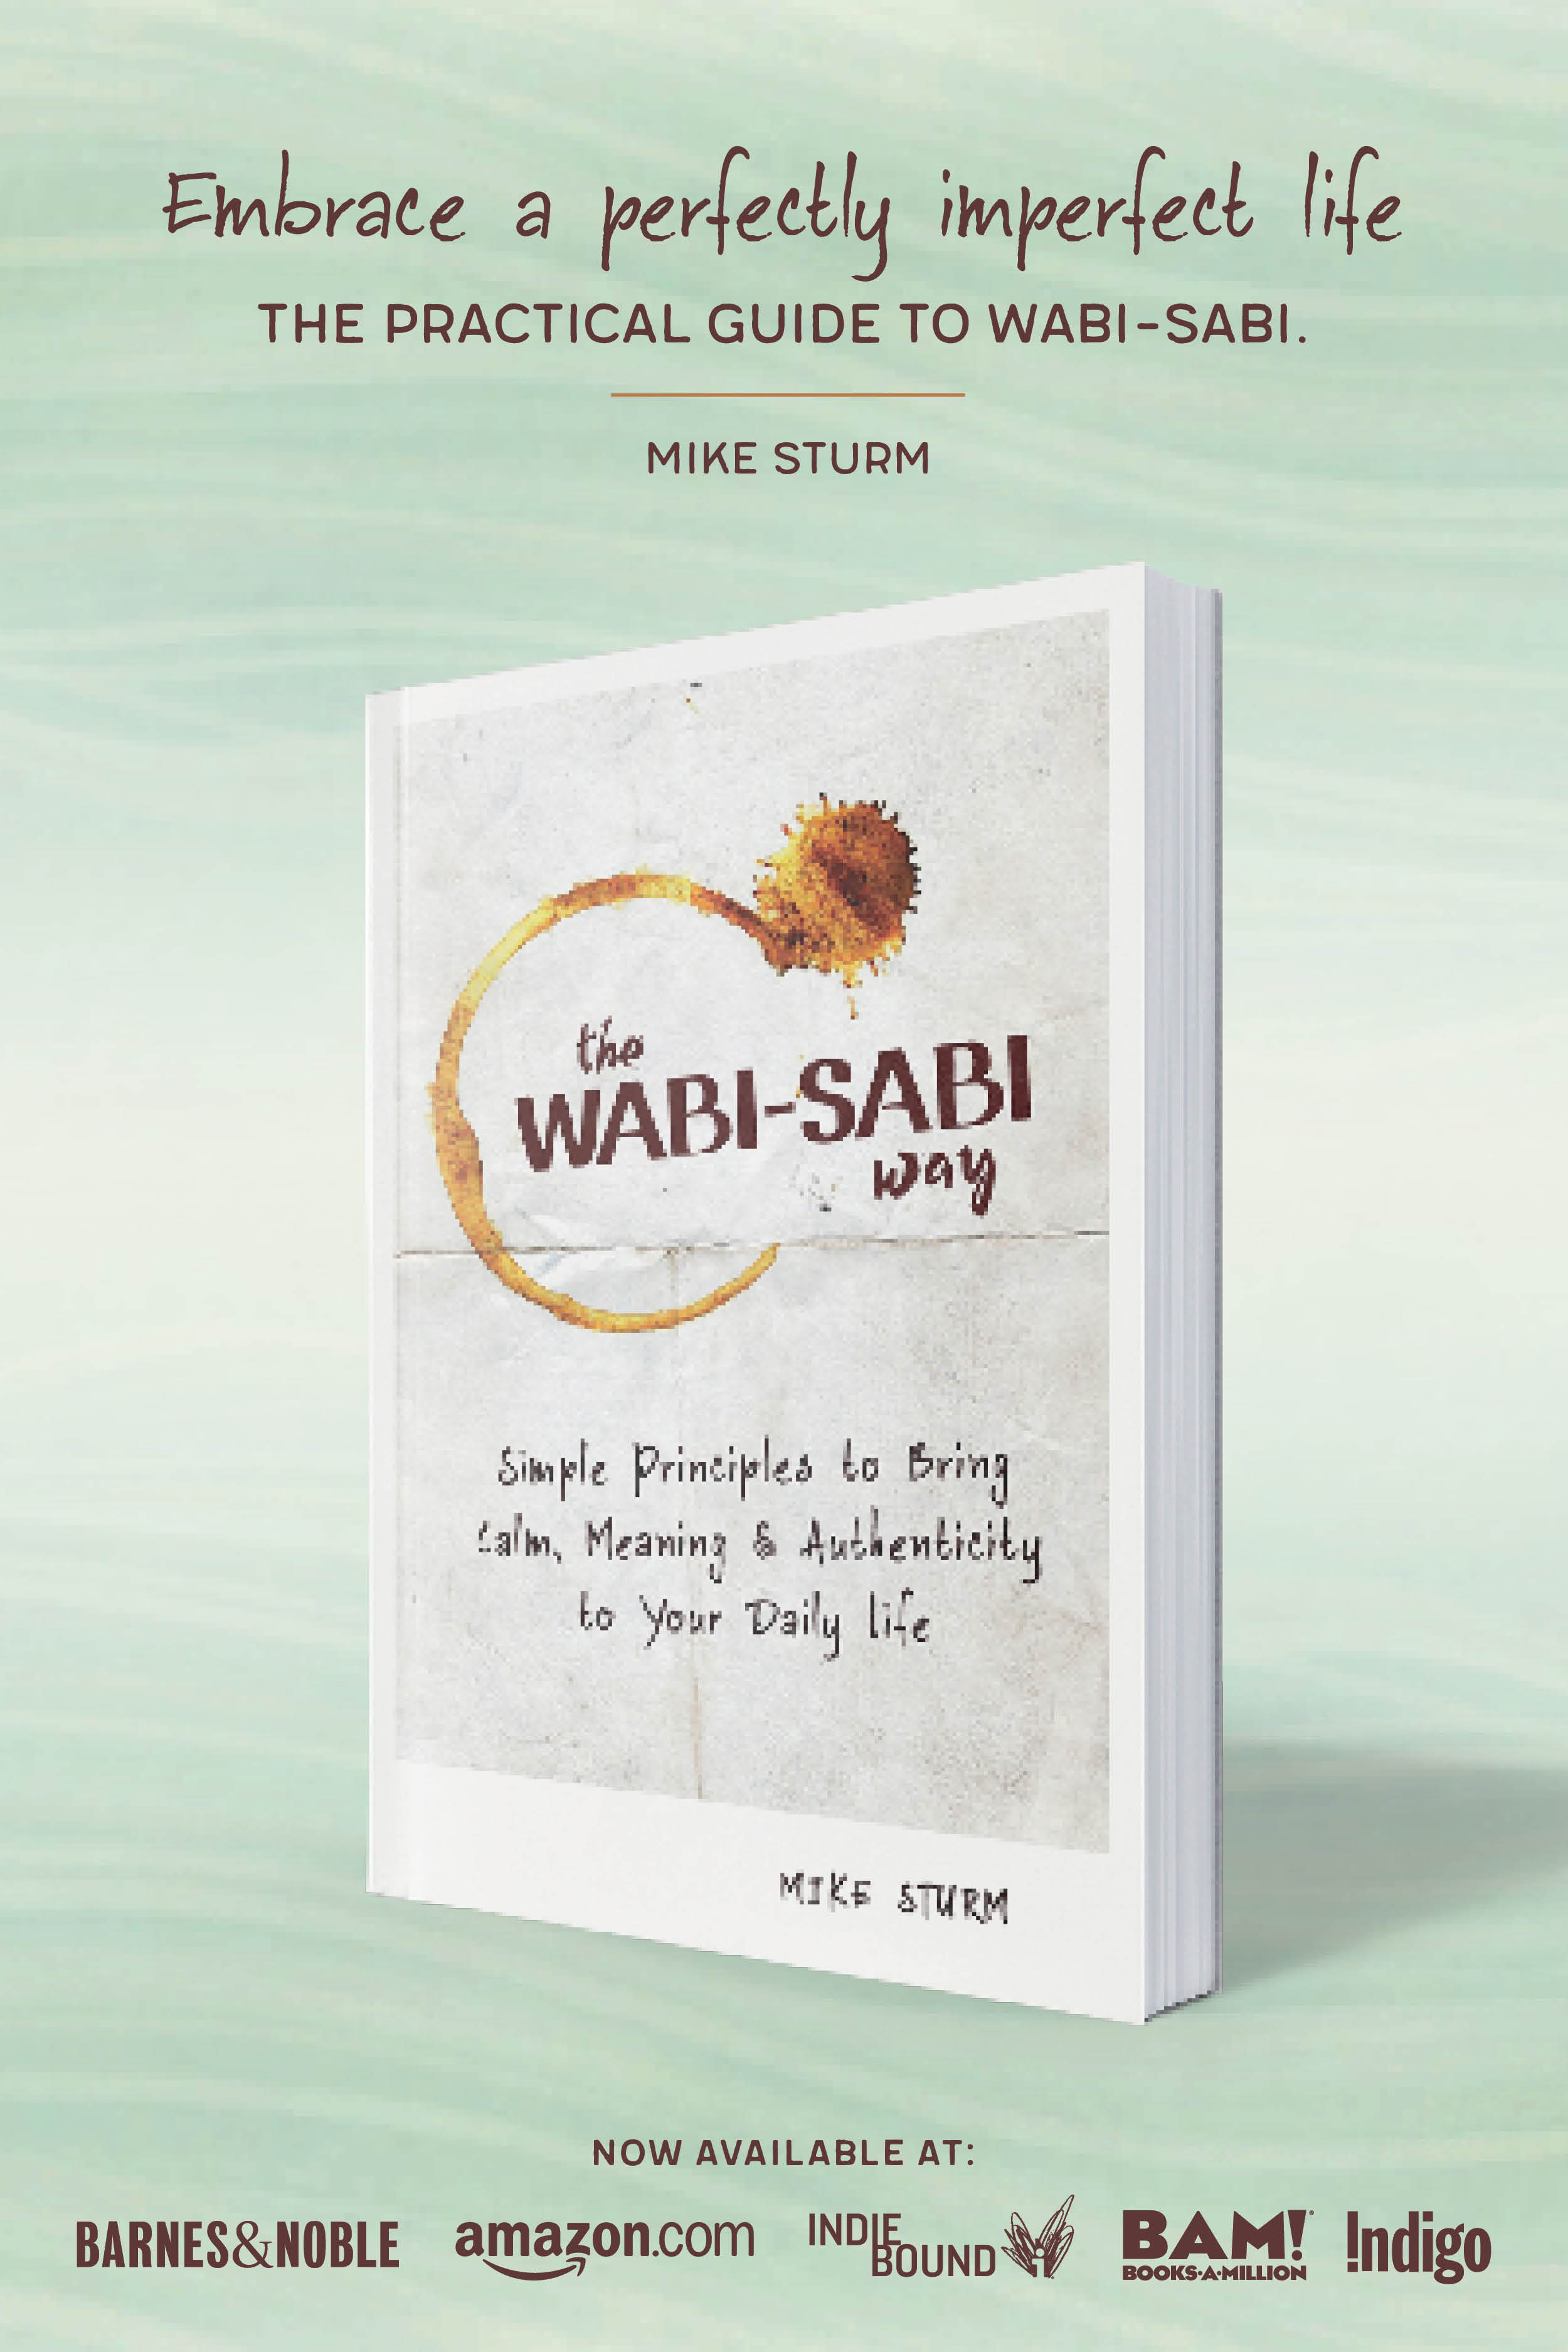 Embrace a perfectly imperfect life
THE PRACTICAL GUIDE TO WABI-SABI.
MIKE STURM
the
WABI-SABI
way
Simple Principles to Bring
Calm, Meaning & Authenticity
to Your Daily life
MIKE STURM
NOW AVAILABLE AT:
BARNES&NOBLE amazon.com INDIE BOUND BAM! BOOKS·A·MILLION !ndigo